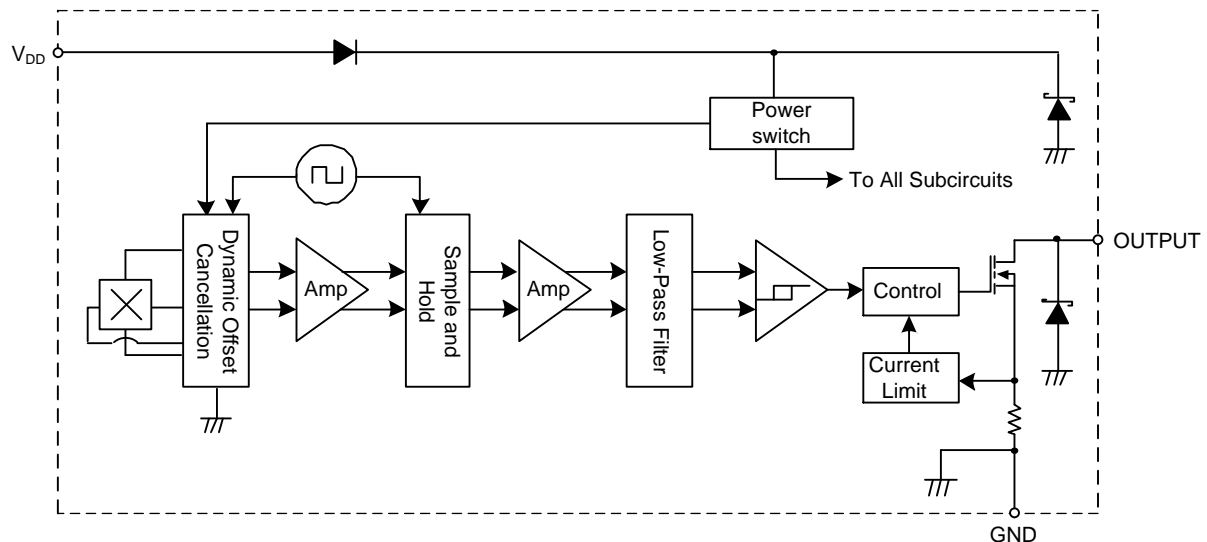 V_DD
Power
switch
To All Subcircuits
OUTPUT
Dynamic Offset
Cancellation
Amp
Sample and
Hold
Amp
Low-Pass Filter
Control
Current
Limit
GND